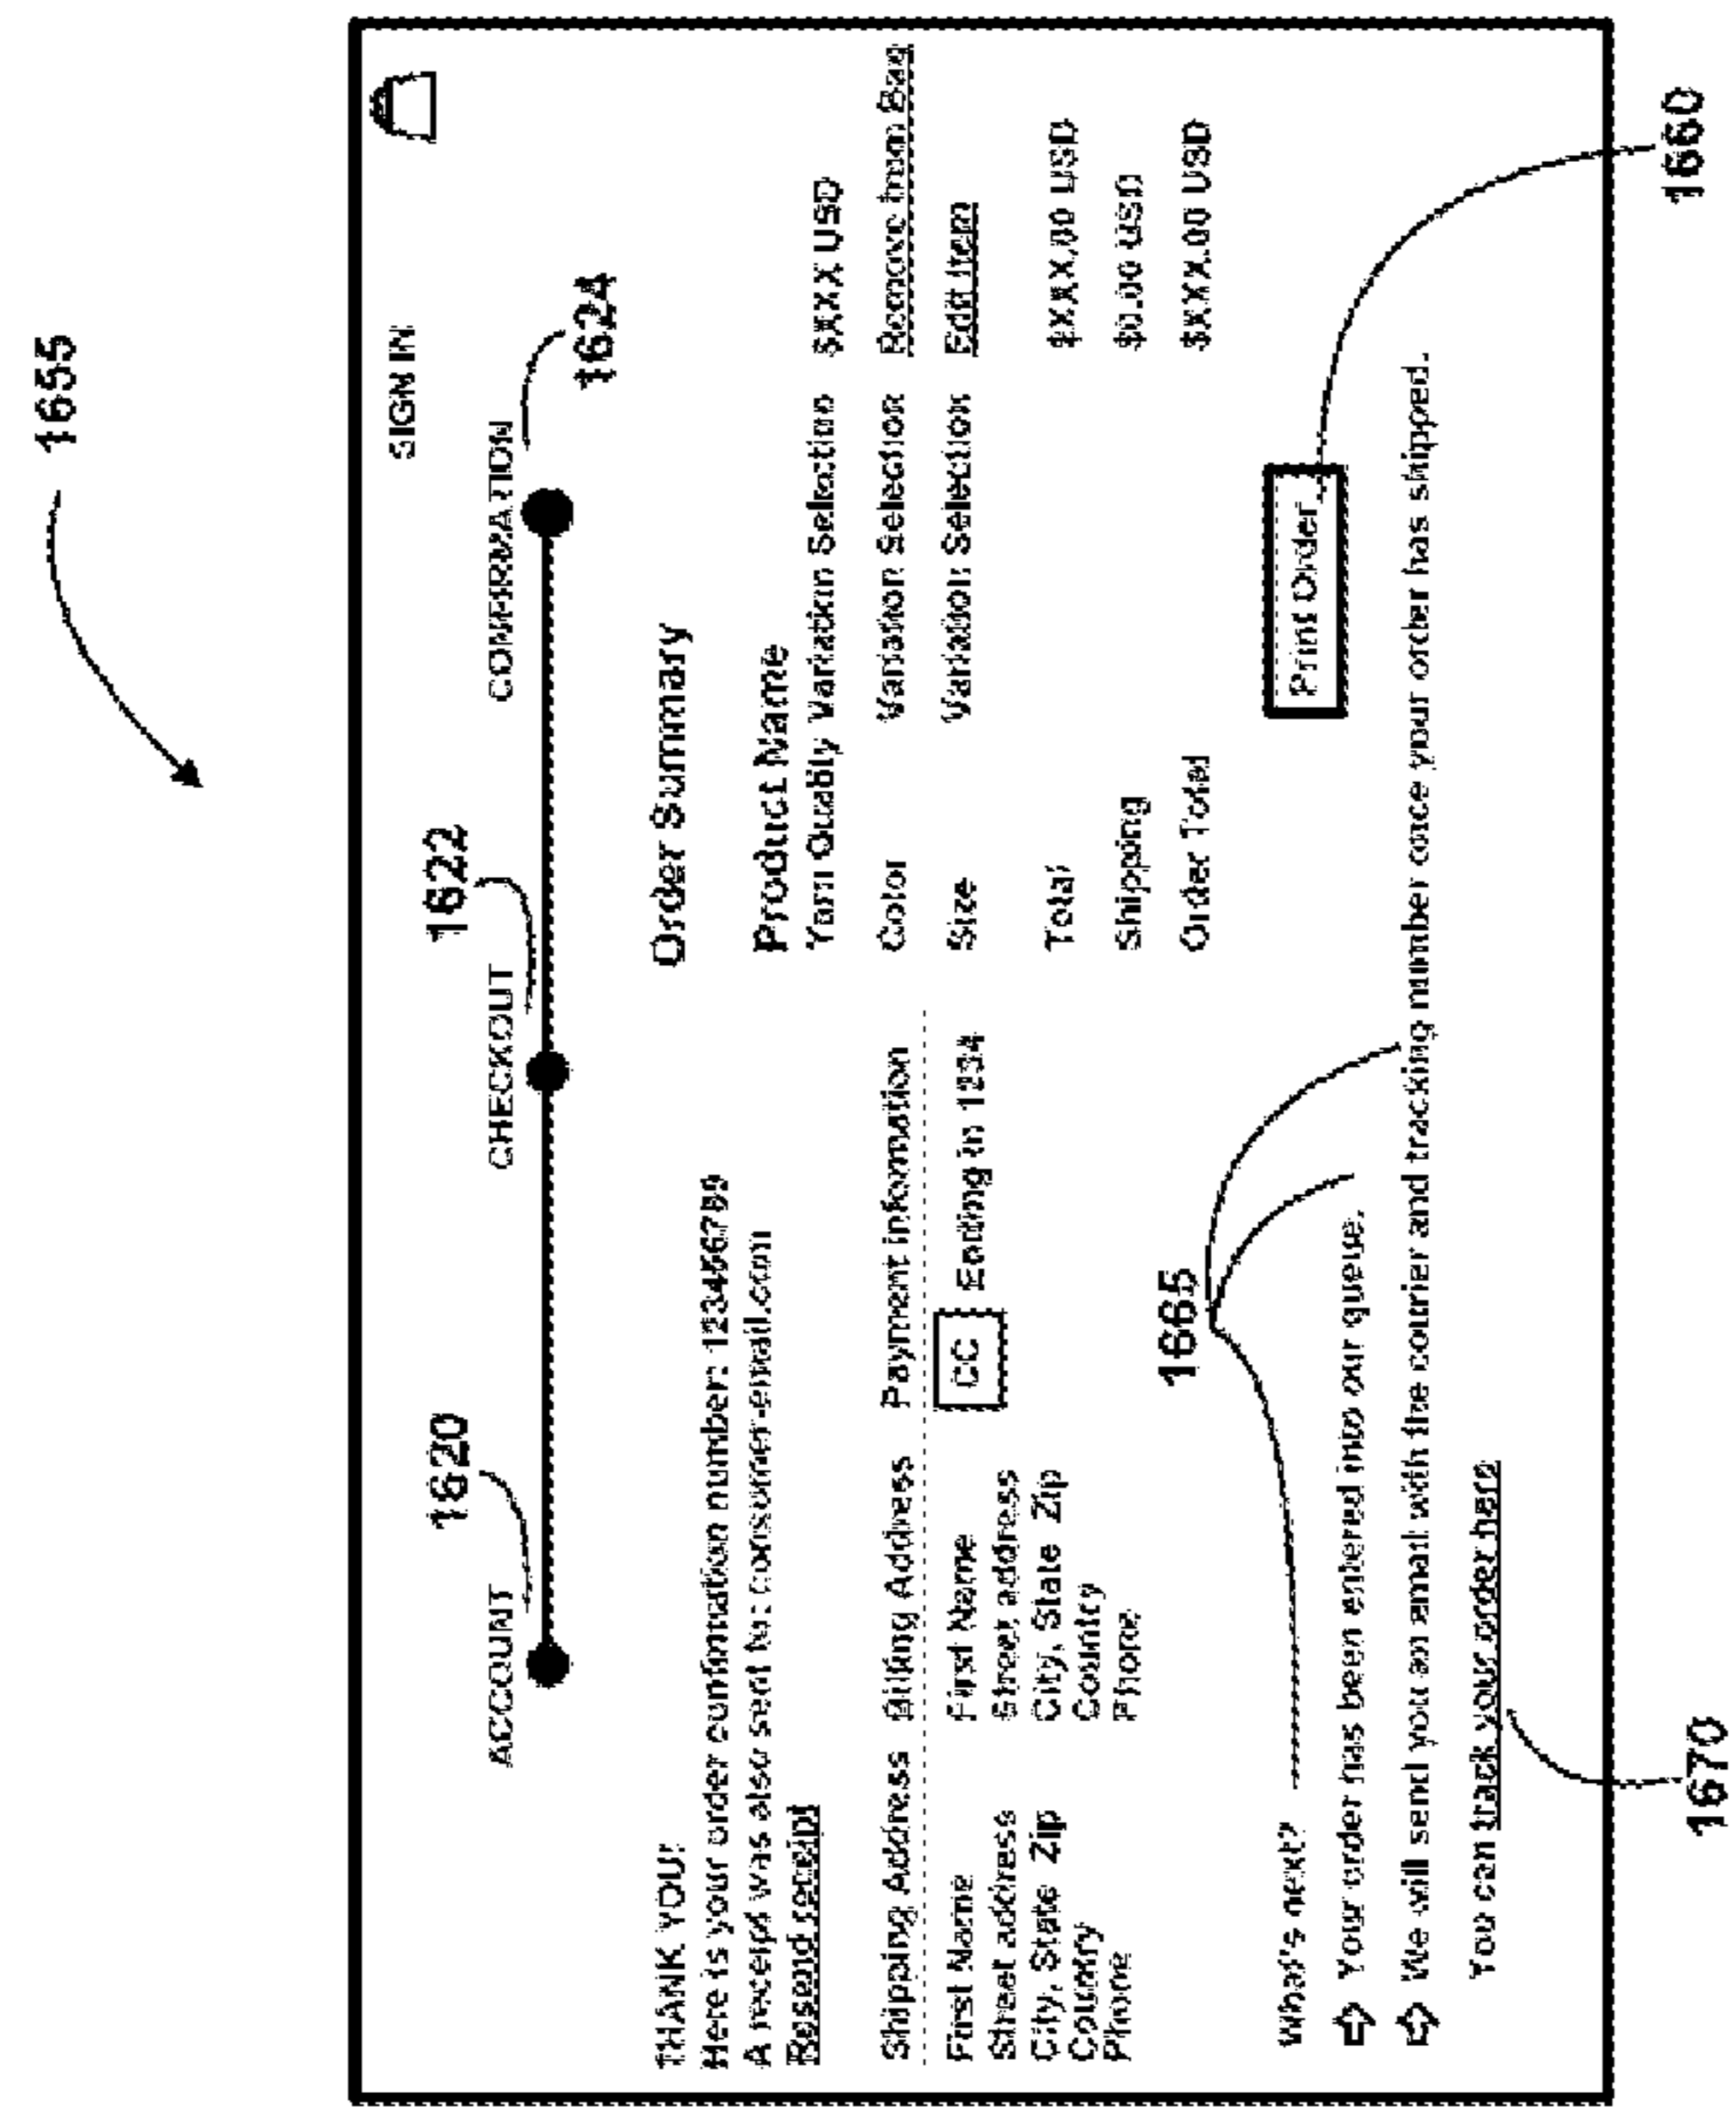 1655
SIGN IN
1620
1622
1624
ACCOUNT
CHECKOUT
CONFIRMATION
THANK YOU!
Here is your order confirmation number: 123456789
A receipt was also sent to: consumer-email.com
Resend receipt
Order Summary
Product Name
Yarn Quality Variation Selection $XXX USD
Color Variation Selection Remove from Bag
Size Variation Selection Edit Item
Total $XXX.00 USD
Shipping $0.00 USD
Order Total $XXX.00 USD
Shipping Address Billing Address Payment information
First Name First Name CC Ending in 1234
Street address Street address
City, State Zip City, State Zip
Country Country
Phone Phone
1665
Print Order
1660
What's next?
Your order has been entered into our queue.
We will send you an email with the courier and tracking number once your order has shipped.
You can track your order here
1670